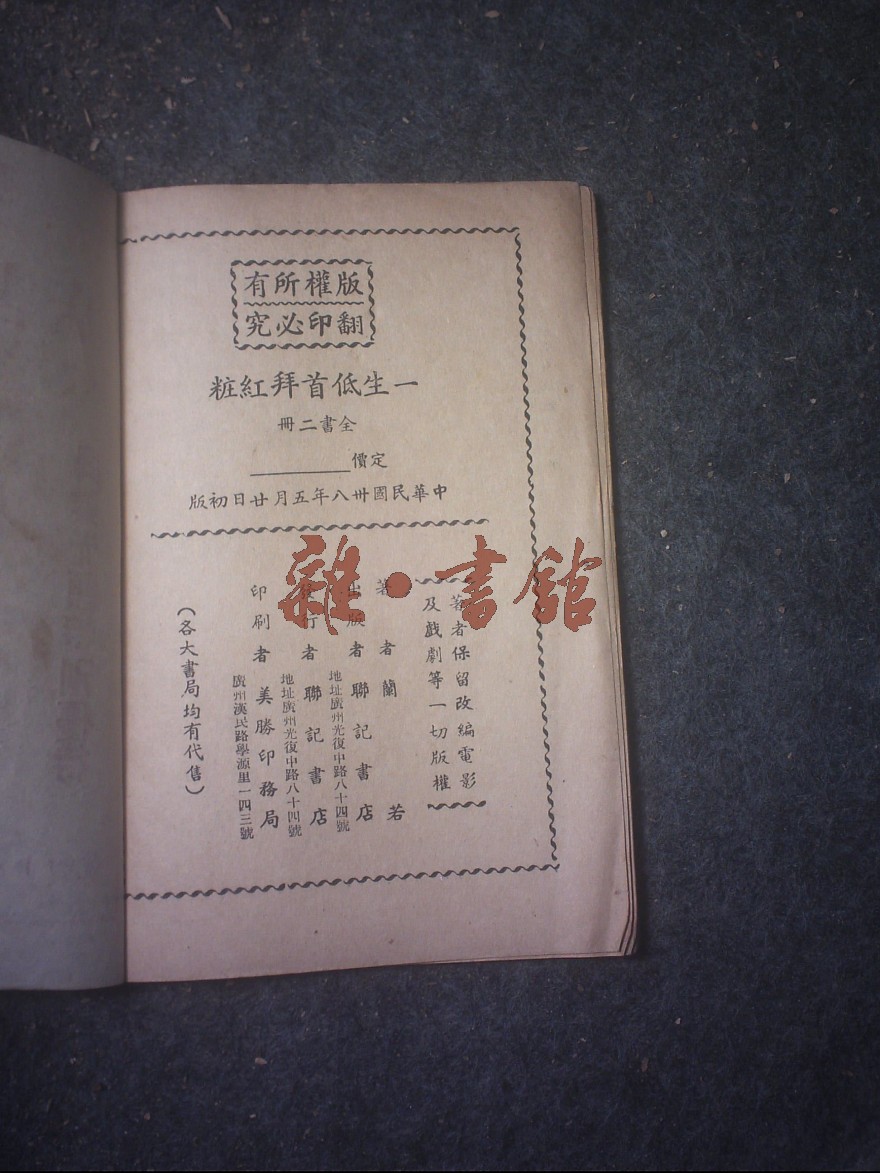 版權所有
翻印必究
一生低首拜紅粧
全書二冊
定價
中華民國卅八年五月廿日初版
著者保留改編電影
及戲劇等一切版權
著者蘭若
出版者聯記書店
地址廣州光復中路八十四號
發行者聯記書店
地址廣州光復中路八十四號
印刷者美勝印務局
廣州漢民路學源里一四三號
（各大書局均有代售）
雜·書館